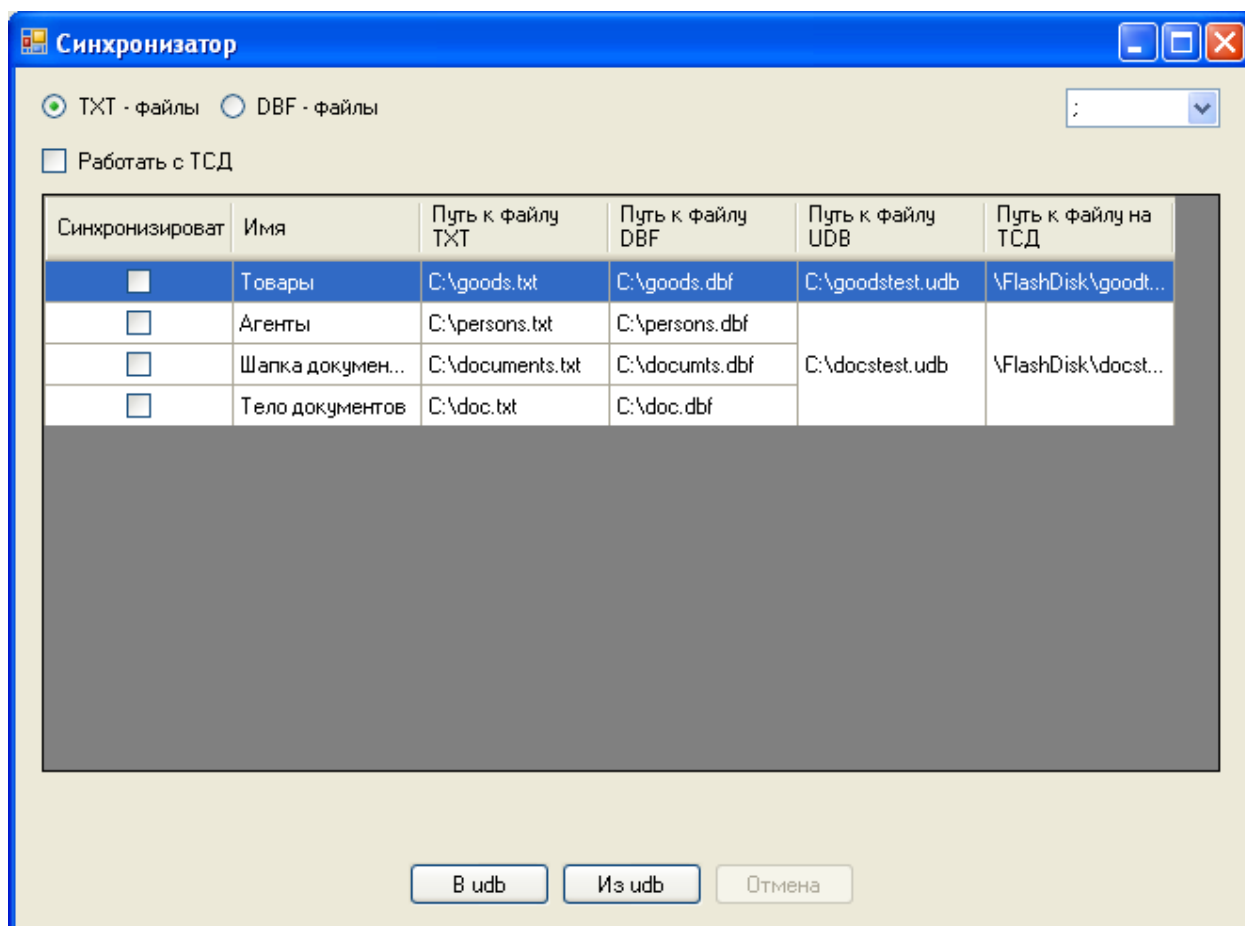 Синхронизатор
TXT - файлы DBF - файлы ;
Работать с ТСД
Синхронизироват Имя Путь к файлу TXT Путь к файлу DBF Путь к файлу UDB Путь к файлу на ТСД
Товары C:\goods.txt C:\goods.dbf C:\goodstest.udb \FlashDisk\goodt...
Агенты C:\persons.txt C:\persons.dbf
Шапка докумен... C:\documents.txt C:\documts.dbf C:\docstest.udb \FlashDisk\docst...
Тело документов C:\doc.txt C:\doc.dbf
В udb Из udb Отмена